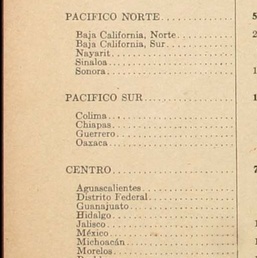 PACIFICO NORTE
Baja California, Norte
Baja California, Sur
Nayarit
Sinaloa
Sonora
PACIFICO SUR
Colima
Chiapas
Guerrero
Oaxaca
CENTRO
Aguascalientes
Distrito Federal
Guanajuato
Hidalgo
Jalisco
México
Michoacán
Morelos